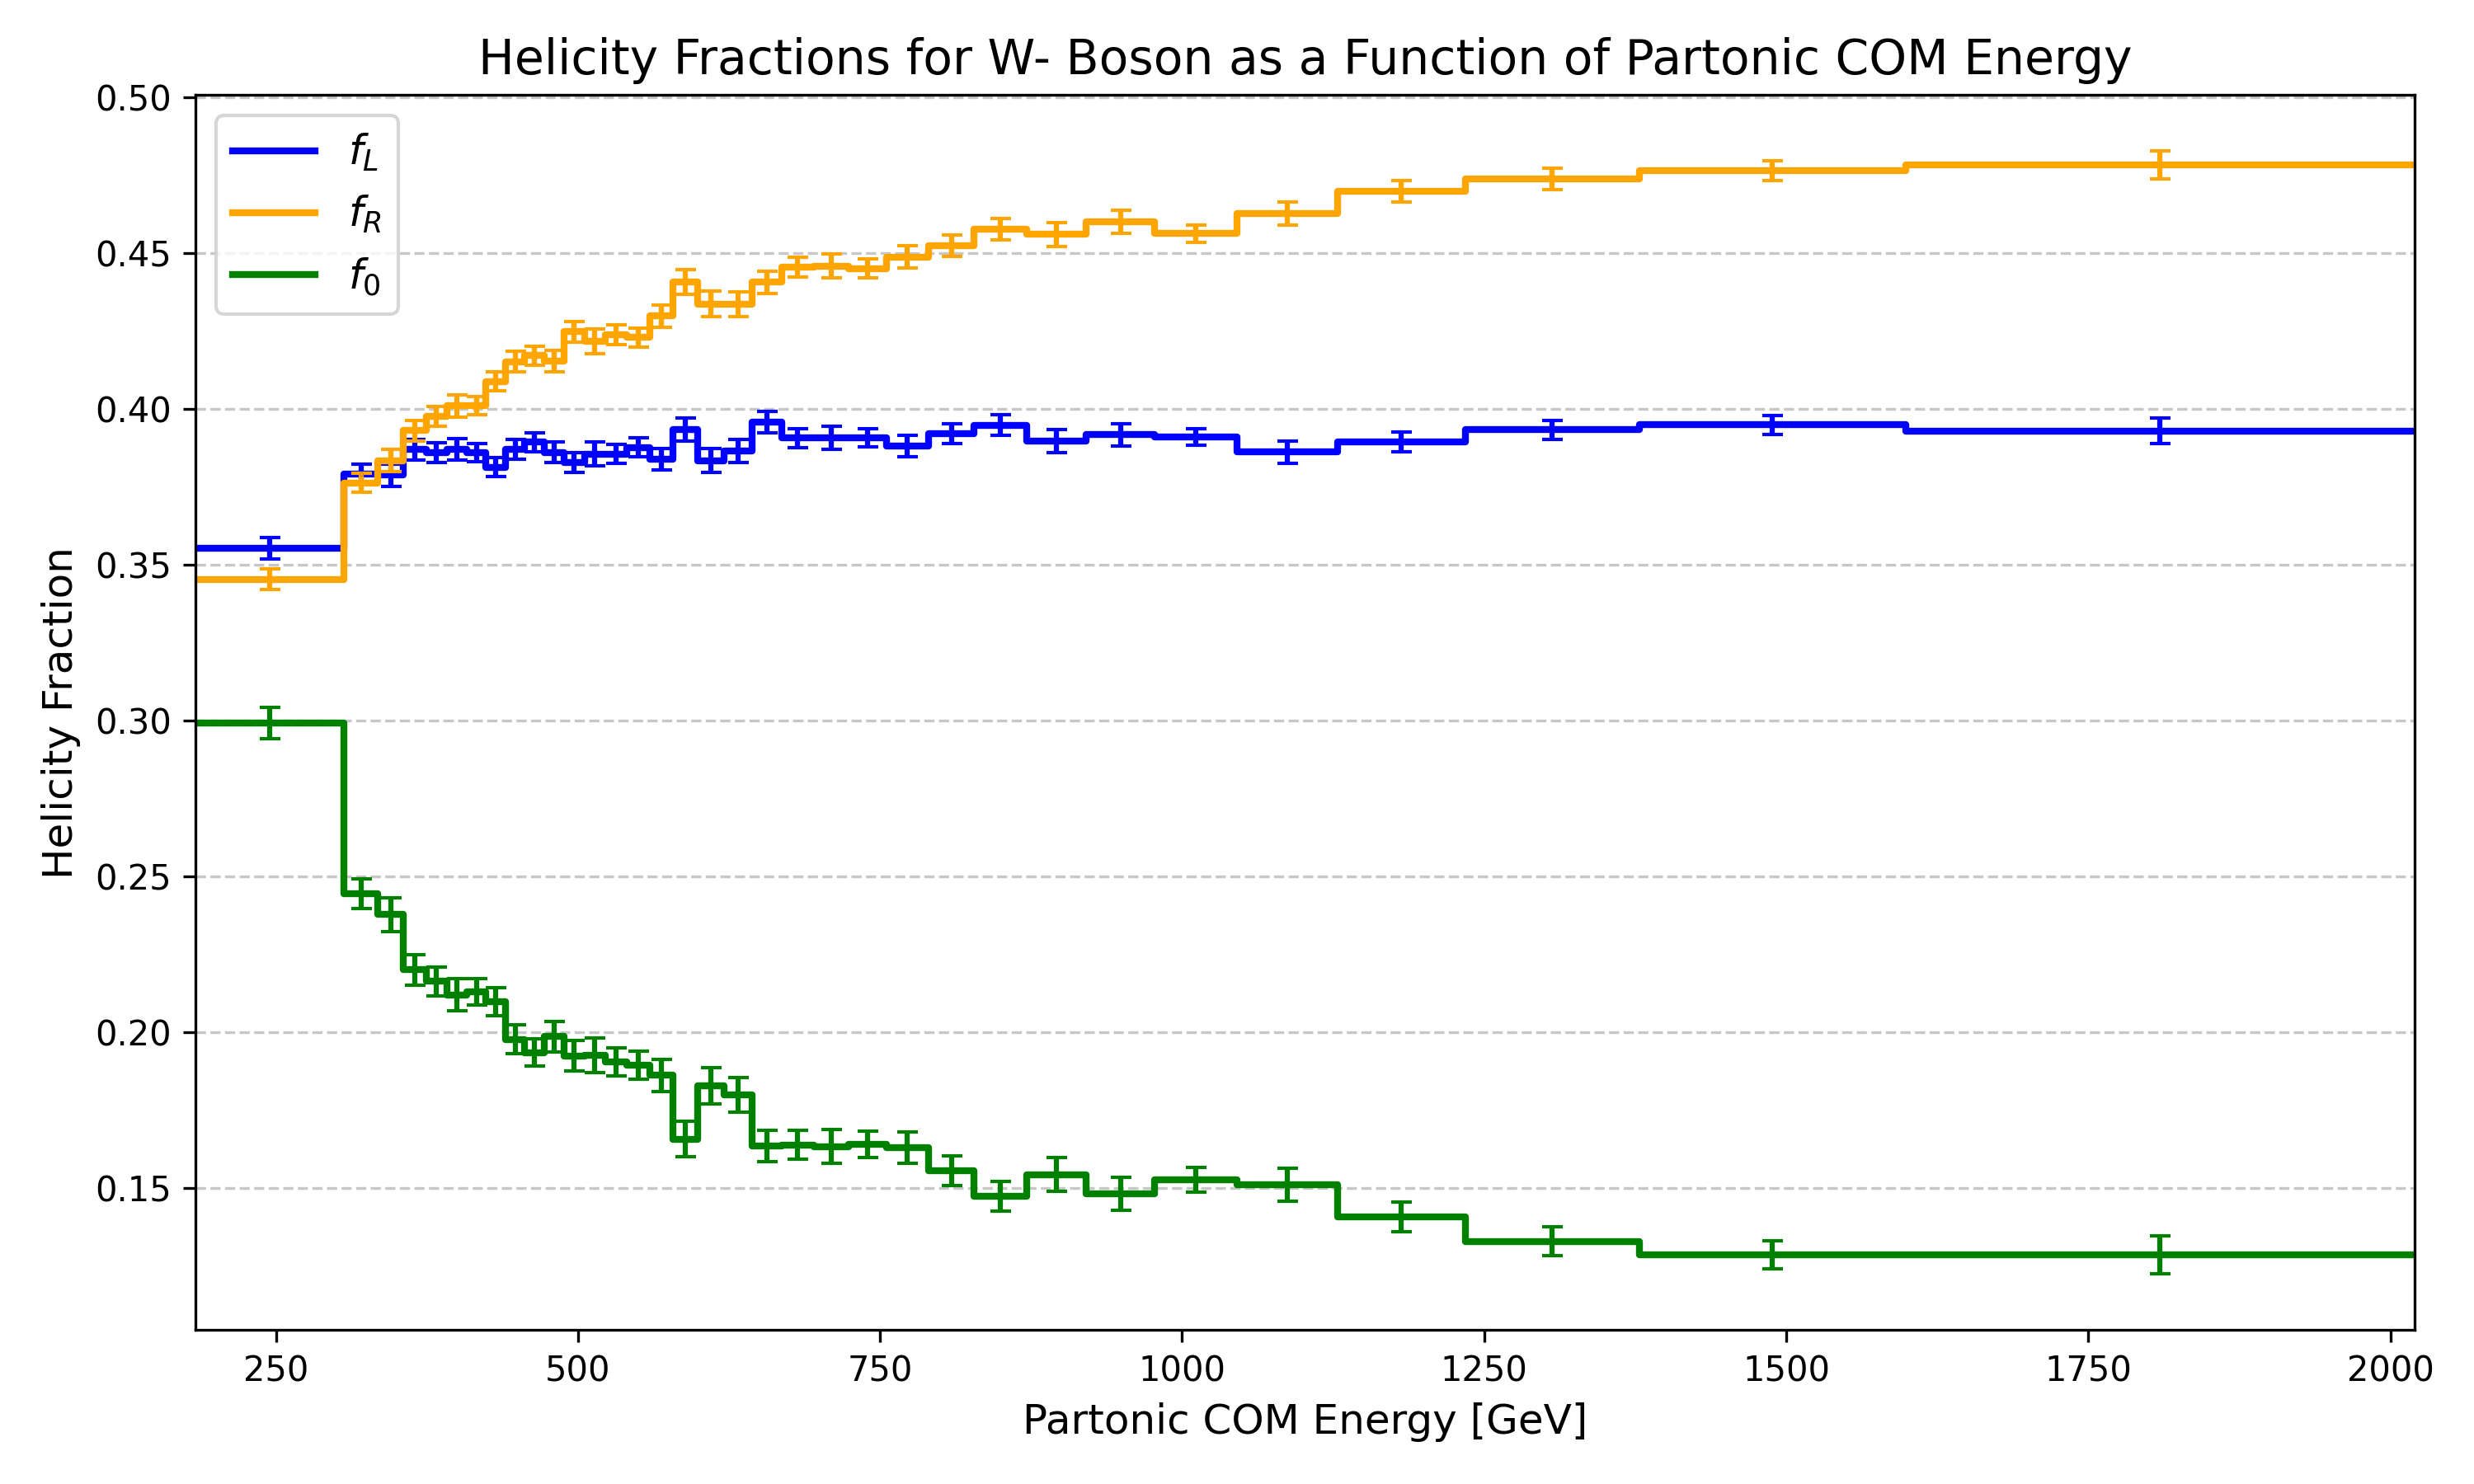 Helicity Fractions for W- Boson as a Function of Partonic COM Energy
f_L
f_R
f_0
0.50
0.45
0.40
0.35
0.30
0.25
0.20
0.15
Helicity Fraction
250 500 750 1000 1250 1500 1750 2000
Partonic COM Energy [GeV]